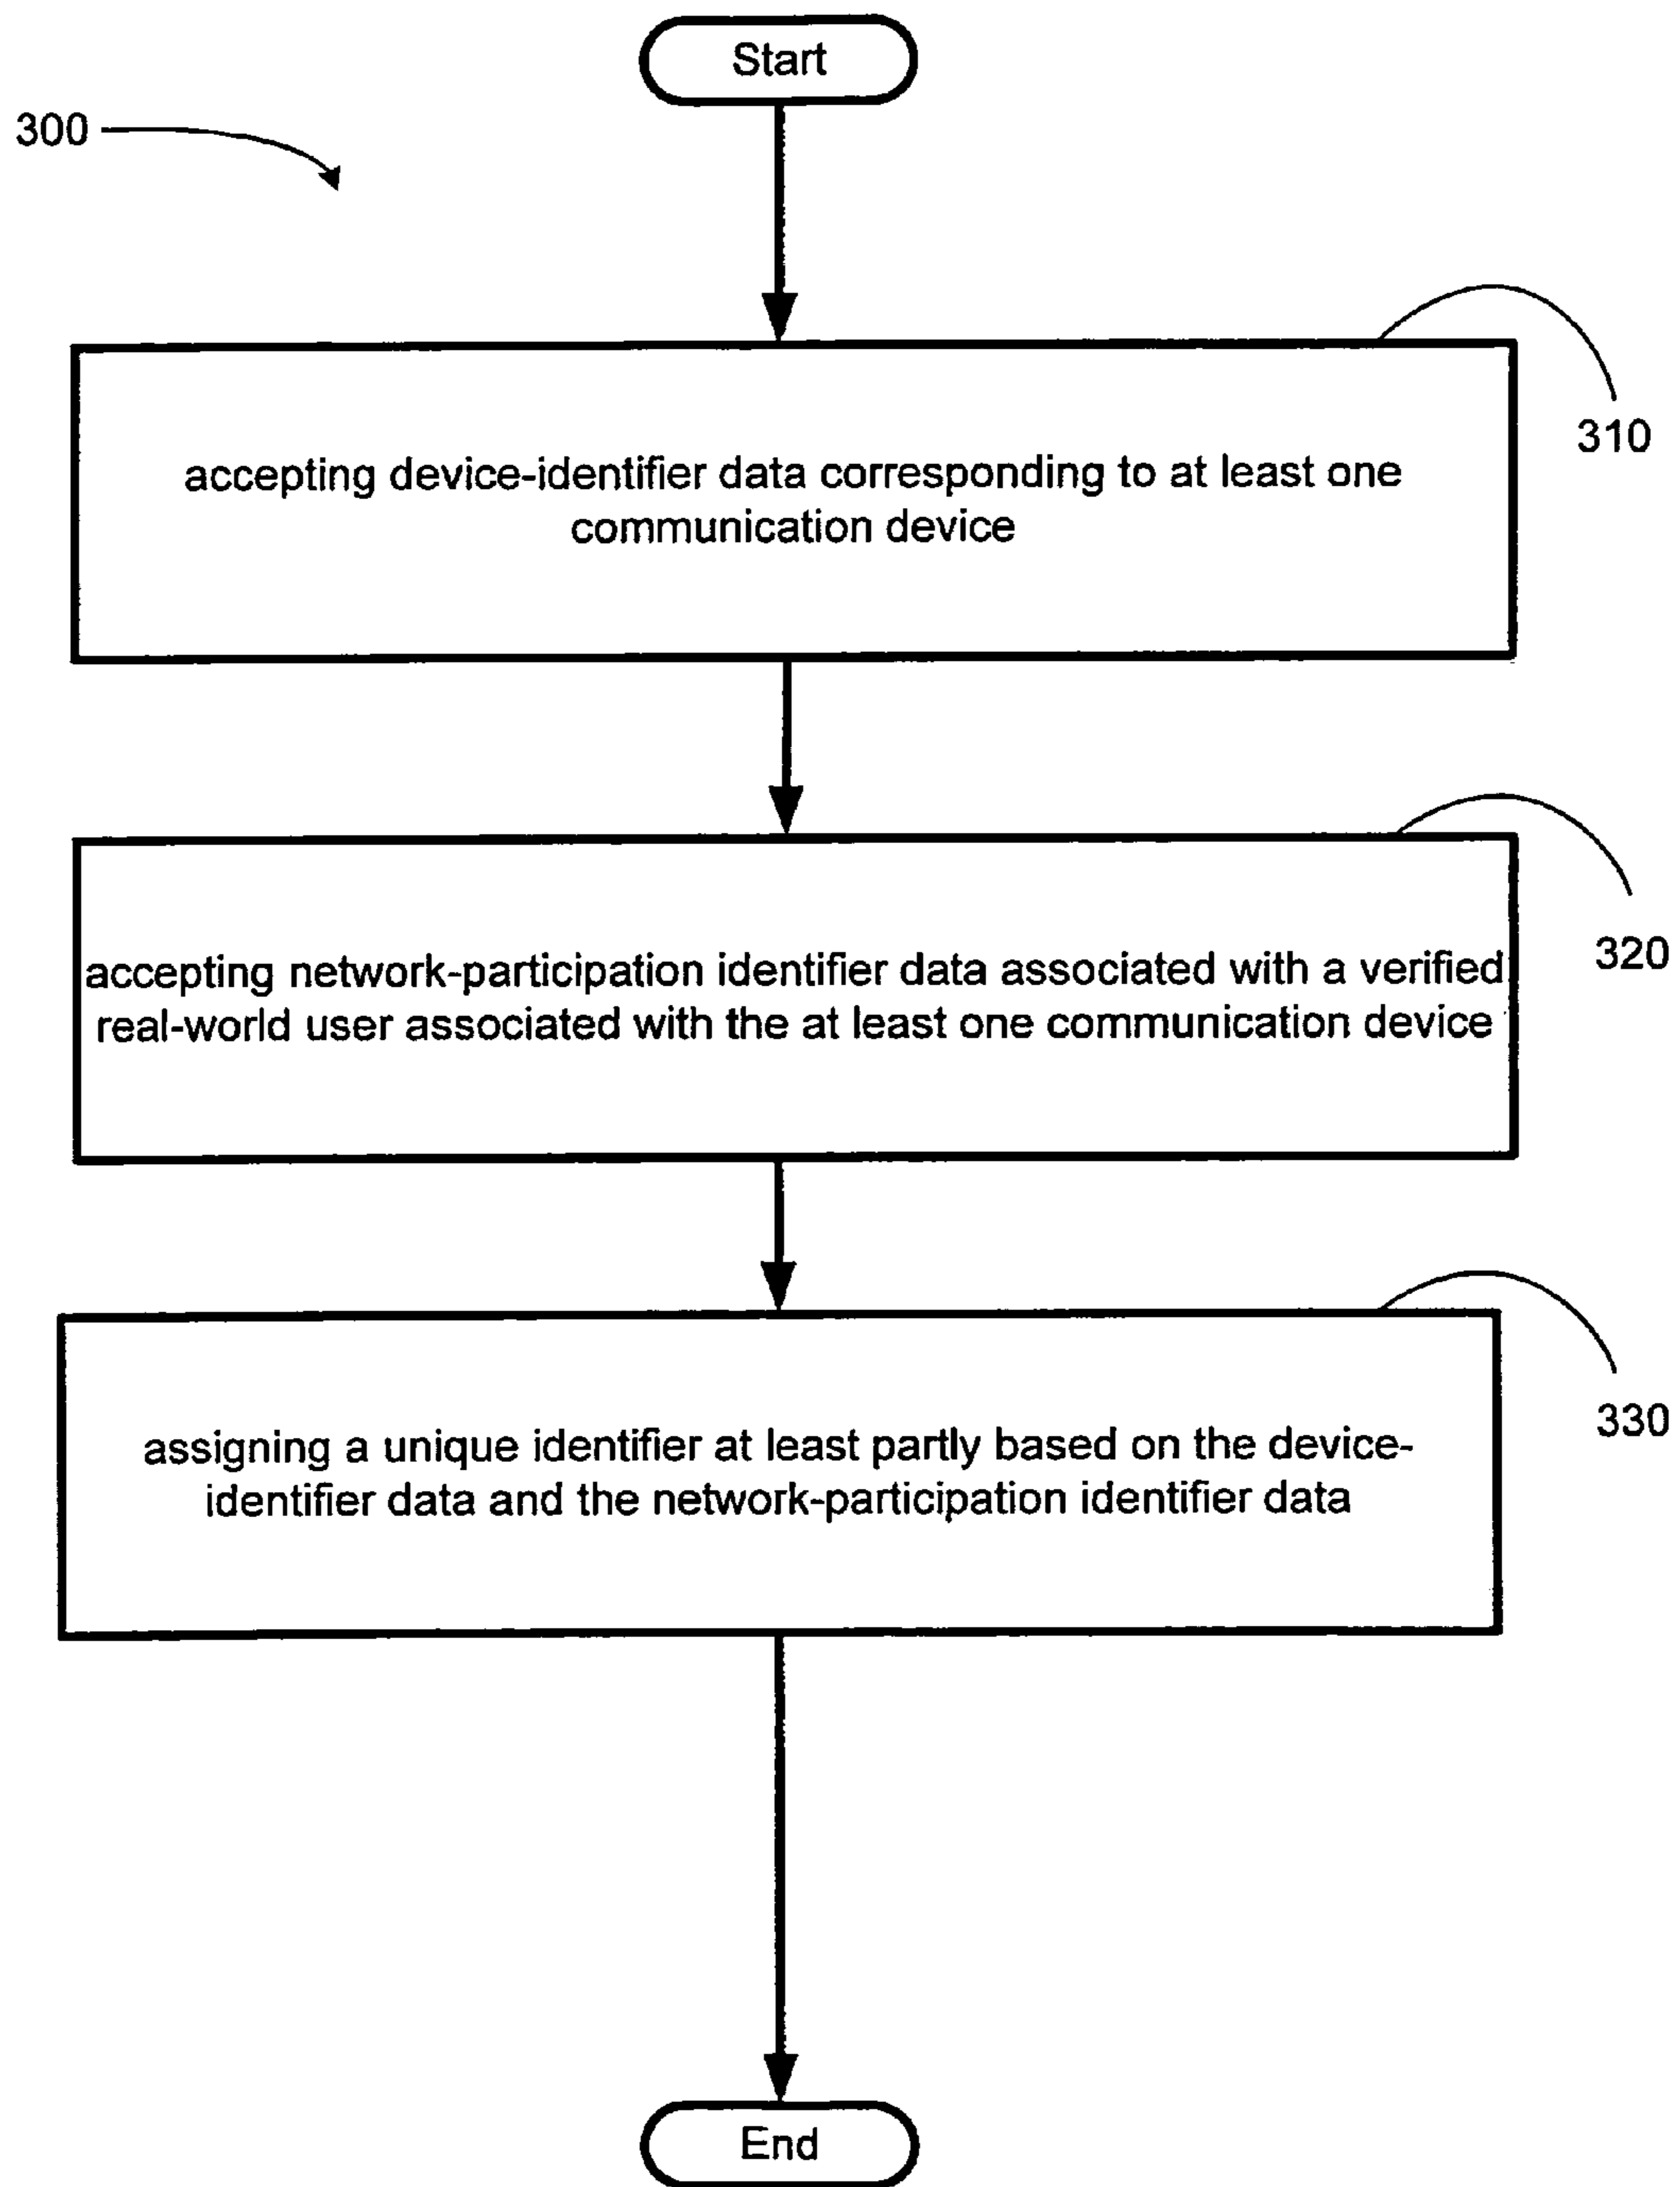 Start
300
310
accepting device-identifier data corresponding to at least one
communication device
320
accepting network-participation identifier data associated with a verified
real-world user associated with the at least one communication device
330
assigning a unique identifier at least partly based on the device-
identifier data and the network-participation identifier data
End